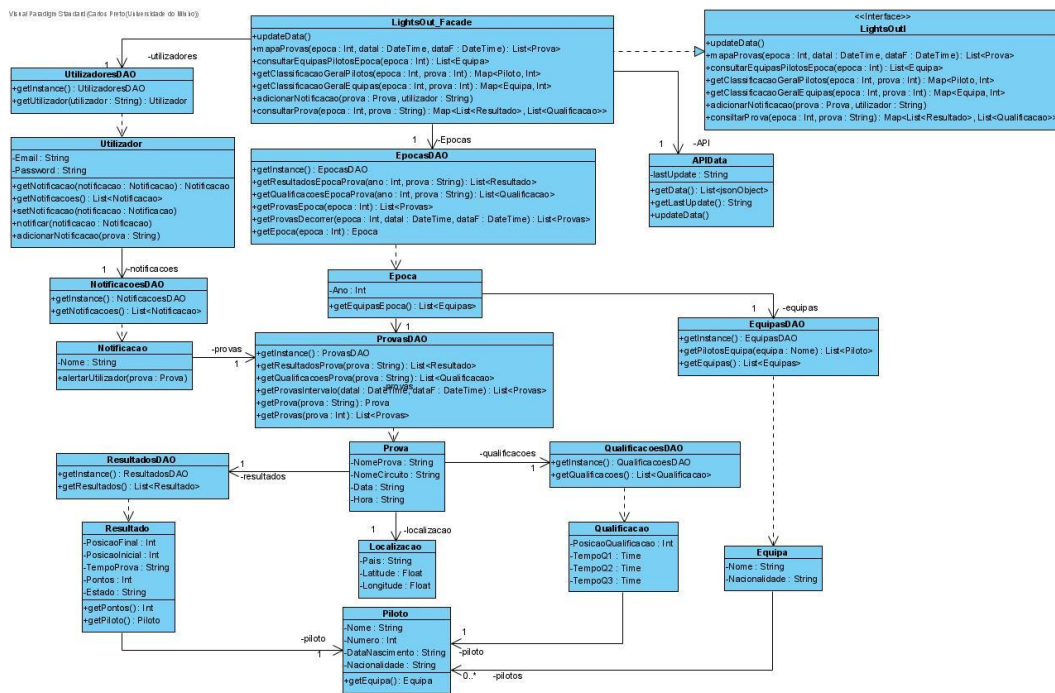 Visual Paradigm Standard(Carlos Preto(Universidade do Minho))
LightsOut_Facade
+updateData()
+mapaProvas(epoca : Int, dataI : DateTime, dataF : DateTime) : List<Prova>
+consultarEquipasPilotosEpoca(epoca : Int) : List<Equipa>
+getClassificacaoGeralPilotos(epoca : Int, prova : Int) : Map<Piloto, Int>
+getClassificacaoGeralEquipas(epoca : Int, prova : Int) : Map<Equipa, Int>
+adicionarNotificacao(prova : Prova, utilizador : String)
+consultarProva(epoca : Int, prova : String) : Map<List<Resultado>, List<Qualificacao>>
<<Interface>>
LightsOutI
+updateData()
+mapaProvas(epoca : Int, dataI : DateTime, dataF : DateTime) : List<Prova>
+consultarEquipasPilotosEpoca(epoca : Int) : List<Equipa>
+getClassificacaoGeralPilotos(epoca : Int, prova : Int) : Map<Piloto, Int>
+getClassificacaoGeralEquipas(epoca : Int, prova : Int) : Map<Equipa, Int>
+adicionarNotificacao(prova : Prova, utilizador : String)
+consiltarProva(epoca : Int, prova : String) : Map<List<Resultado>, List<Qualificacao>>
-utilizadores
1
UtilizadoresDAO
+getInstance() : UtilizadoresDAO
+getUtilizador(utilizador : String) : Utilizador
Utilizador
-Email : String
-Password : String
+getNotificacao(notificacao : Notificacao) : Notificacao
+getNotificacoes() : List<Notificacao>
+setNotificacao(notificacao : Notificacao)
+notificar(notificacao : Notificacao)
+adicionarNotificacao(prova : String)
1 -Epocas
EpocasDAO
+getInstance() : EpocasDAO
+getResultadosEpocaProva(ano : Int, prova : String) : List<Resultado>
+getQualificacoesEpocaProva(ano : Int, prova : String) : List<Qualificacao>
+getProvasEpoca(epoca : Int) : List<Provas>
+getProvasDecorrer(epoca : Int, dataI : DateTime, dataF : DateTime) : List<Provas>
+getEpoca(epoca : Int) : Epoca
1 -API
APIData
-lastUpdate : String
+getData() : List<jsonObject>
+getLastUpdate() : String
+updateData()
1 -notificacoes
NotificacoesDAO
+getInstance() : NotificacoesDAO
+getNotificacoes() : List<Notificacao>
Epoca
-Ano : Int
+getEquipasEpoca() : List<Equipas>
1 -equipas
EquipasDAO
+getInstance() : EquipasDAO
+getPilotosEquipa(equipa : Nome) : List<Piloto>
+getEquipas() : List<Equipas>
Notificacao
-Nome : String
+alertarUtilizador(prova : Prova)
-provas
1
1
ProvasDAO
+getInstance() : ProvasDAO
+getResultadosProva(prova : String) : List<Resultado>
+getQualificacoesProva(prova : String) : List<Qualificacao>
-provas
+getProvasIntervalo(dataI : DateTime, dataF : DateTime) : List<Provas>
+getProva(prova : String) : Prova
+getProvas(prova : Int) : List<Provas>
ResultadosDAO
+getInstance() : ResultadosDAO
+getResultados() : List<Resultado>
1
-resultados
Prova
-NomeProva : String
-NomeCircuito : String
-Data : String
-Hora : String
-qualificacoes
1
QualificacoesDAO
+getInstance() : QualificacoesDAO
+getQualificacoes() : List<Qualificacao>
1 -localizacao
Resultado
-PosicaoFinal : Int
-PosicaoInicial : Int
-TempoProva : String
-Pontos : Int
-Estado : String
+getPontos() : Int
+getPiloto() : Piloto
Localizacao
-Pais : String
-Latitude : Float
-Longitude : Float
Qualificacao
-PosicaoQualificacao : Int
-TempoQ1 : Time
-TempoQ2 : Time
-TempoQ3 : Time
Equipa
-Nome : String
-Nacionalidade : String
-piloto
1
Piloto
-Nome : String
-Numero : Int
-DataNascimento : String
-Nacionalidade : String
+getEquipa() : Equipa
1
-piloto
0..* -pilotos